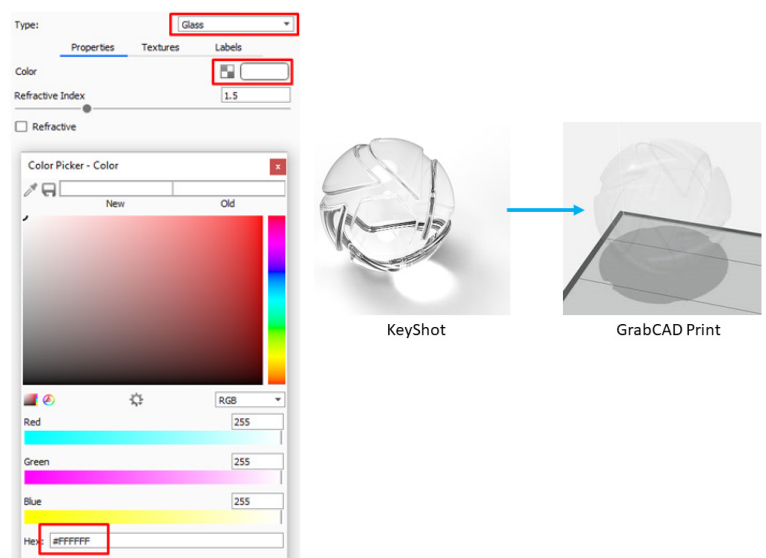 Type: Glass
Properties Textures Labels
Color
Refractive Index 1.5
Refractive
Color Picker - Color x
New Old
RGB
Red 255
Green 255
Blue 255
Hex: #FFFFFF
KeyShot GrabCAD Print